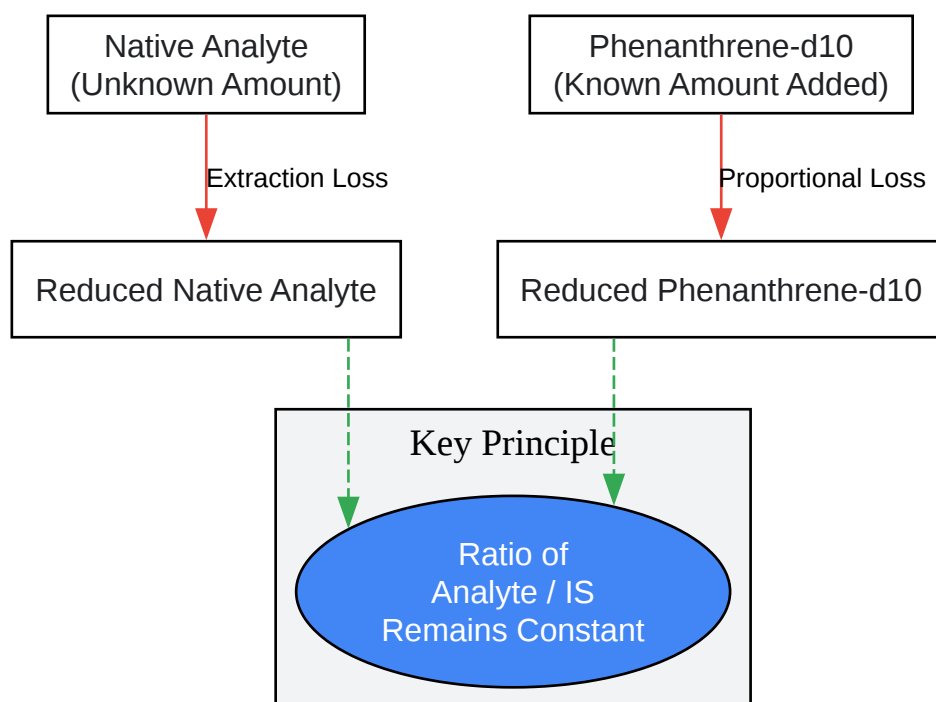 Native Analyte
(Unknown Amount)
Phenanthrene-d10
(Known Amount Added)
Extraction Loss
Proportional Loss
Reduced Native Analyte
Reduced Phenanthrene-d10
Key Principle
Ratio of
Analyte / IS
Remains Constant